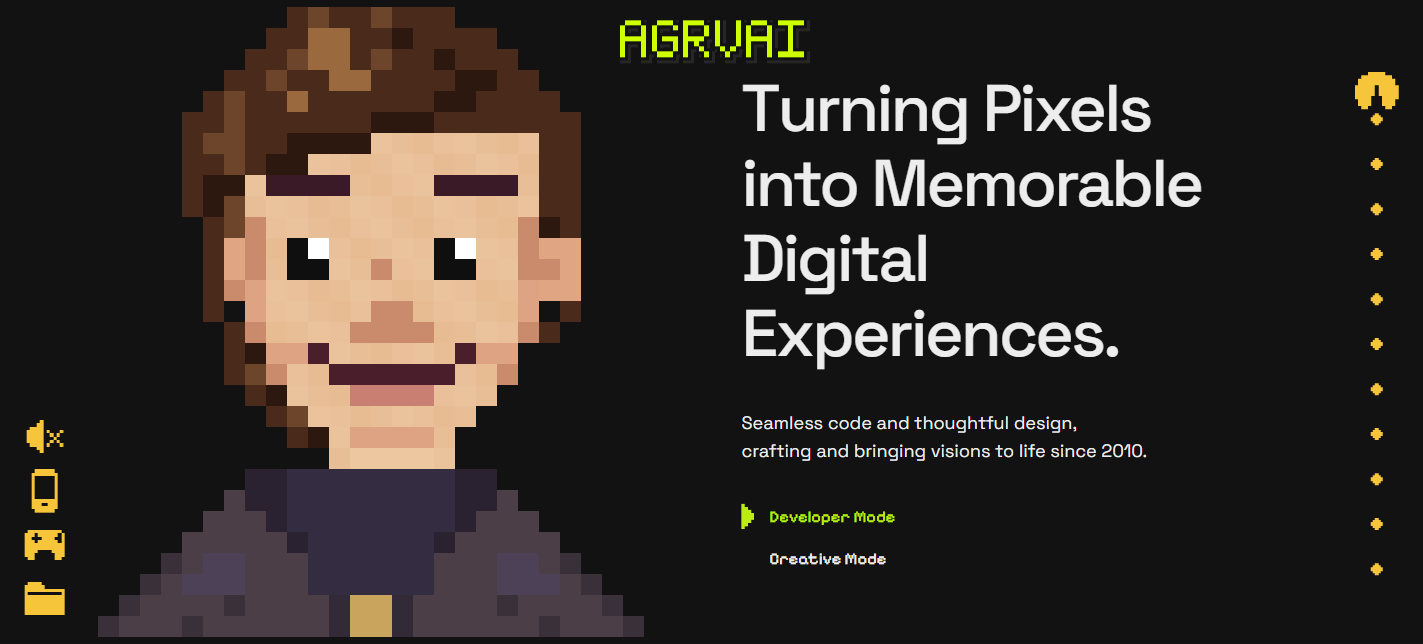 AGRVAI
Turning Pixels
into Memorable
Digital
Experiences.
Seamless code and thoughtful design,
crafting and bringing visions to life since 2010.
Developer Mode
Creative Mode